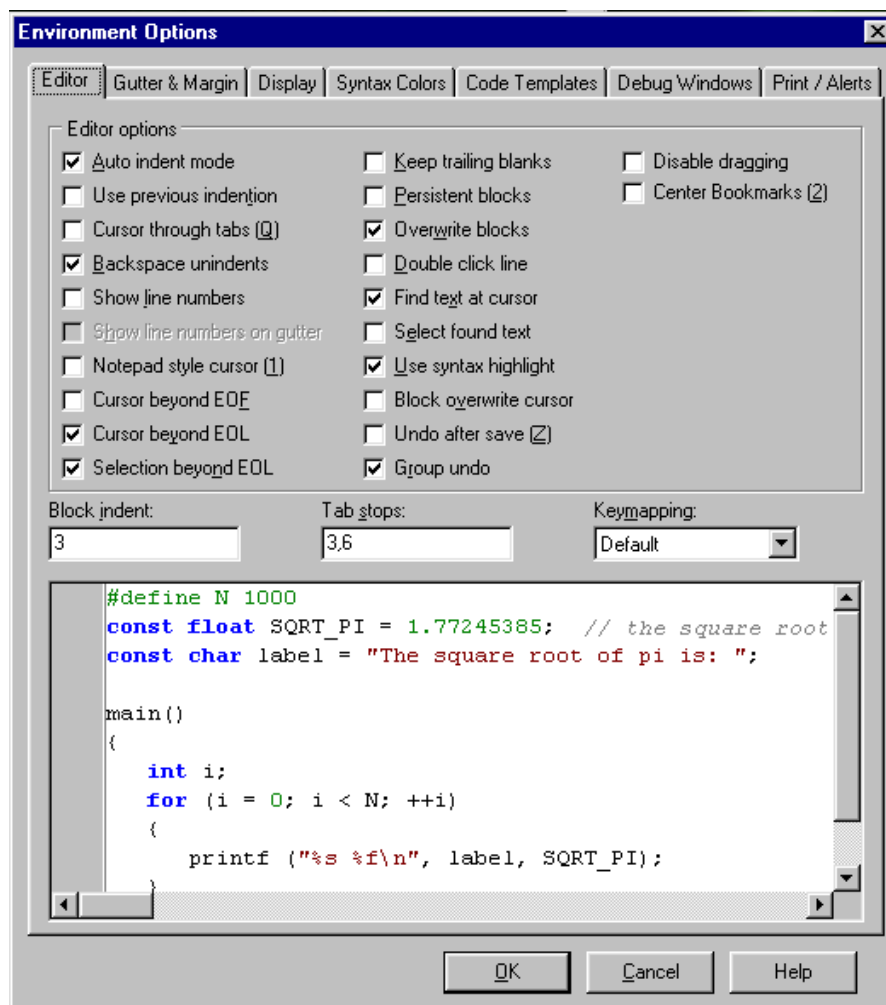 Environment Options
Editor Gutter & Margin Display Syntax Colors Code Templates Debug Windows Print / Alerts
Editor options
Auto indent mode
Use previous indention
Cursor through tabs (Q)
Backspace unindents
Show line numbers
Show line numbers on gutter
Notepad style cursor (1)
Cursor beyond EOF
Cursor beyond EOL
Selection beyond EOL
Keep trailing blanks
Persistent blocks
Overwrite blocks
Double click line
Find text at cursor
Select found text
Use syntax highlight
Block overwrite cursor
Undo after save (Z)
Group undo
Disable dragging
Center Bookmarks (2)
Block indent:
3
Tab stops:
3,6
Keymapping:
Default
#define N 1000
const float SQRT_PI = 1.77245385;  // the square root
const char label = "The square root of pi is: ";
main()
{
int i;
for (i = 0; i < N; ++i)
{
printf ("%s %f\n", label, SQRT_PI);
}
OK Cancel Help